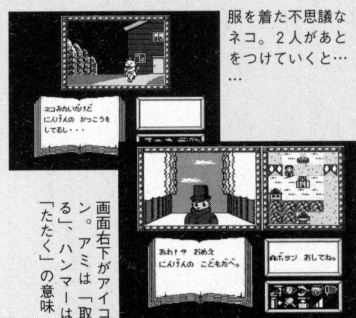 服を着た不思議な
ネコ。2人があと
をつけていくと…
…
ネコみたいだけど
にんげんの かっこうを
してるし・・・
あれ!? おめえ
にんげんの こどもだべ。
Aボタン おしてね。
画面右下がアイコ
ン。アミは「取
る」、ハンマーは
「たたく」の意味